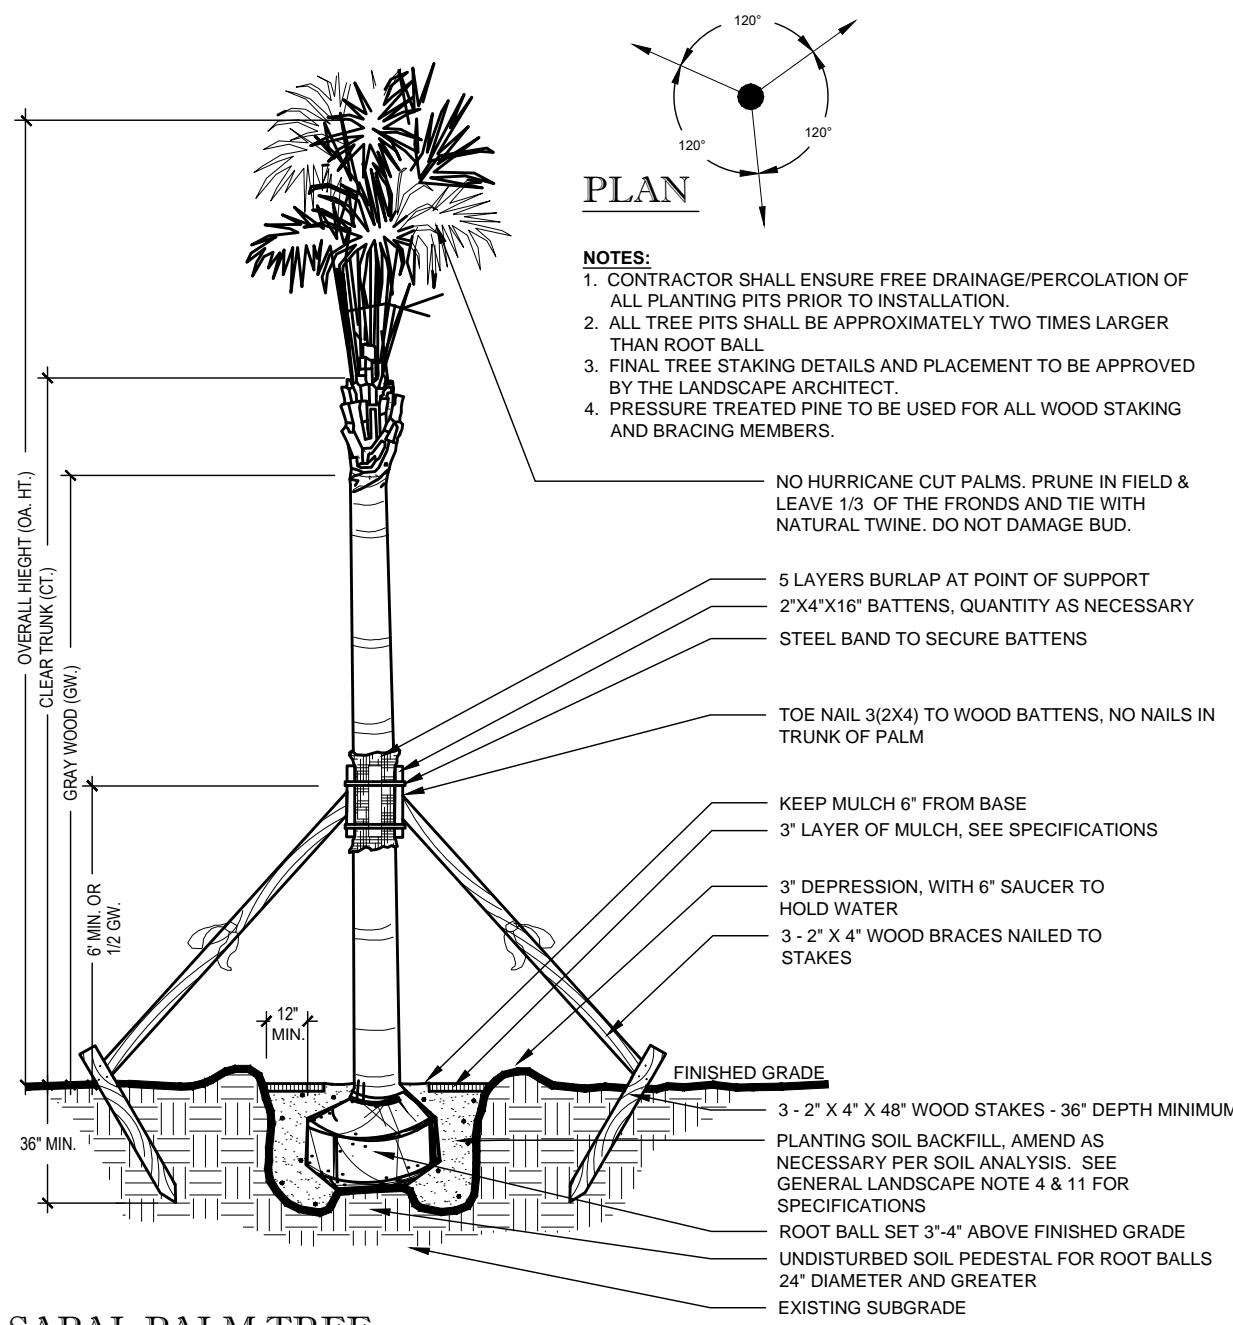 120°
120°
120°
PLAN
NOTES:
1. CONTRACTOR SHALL ENSURE FREE DRAINAGE/PERCOLATION OF
ALL PLANTING PITS PRIOR TO INSTALLATION.
2. ALL TREE PITS SHALL BE APPROXIMATELY TWO TIMES LARGER
THAN ROOT BALL
3. FINAL TREE STAKING DETAILS AND PLACEMENT TO BE APPROVED
BY THE LANDSCAPE ARCHITECT.
4. PRESSURE TREATED PINE TO BE USED FOR ALL WOOD STAKING
AND BRACING MEMBERS.
NO HURRICANE CUT PALMS. PRUNE IN FIELD &
LEAVE 1/3 OF THE FRONDS AND TIE WITH
NATURAL TWINE. DO NOT DAMAGE BUD.
5 LAYERS BURLAP AT POINT OF SUPPORT
2"X4"X16" BATTENS, QUANTITY AS NECESSARY
STEEL BAND TO SECURE BATTENS
TOE NAIL 3(2X4) TO WOOD BATTENS, NO NAILS IN
TRUNK OF PALM
KEEP MULCH 6" FROM BASE
3" LAYER OF MULCH, SEE SPECIFICATIONS
3" DEPRESSION, WITH 6" SAUCER TO
HOLD WATER
3 - 2" X 4" WOOD BRACES NAILED TO
STAKES
FINISHED GRADE
3 - 2" X 4" X 48" WOOD STAKES - 36" DEPTH MINIMUM
PLANTING SOIL BACKFILL, AMEND AS
NECESSARY PER SOIL ANALYSIS. SEE
GENERAL LANDSCAPE NOTE 4 & 11 FOR
SPECIFICATIONS
ROOT BALL SET 3"-4" ABOVE FINISHED GRADE
UNDISTURBED SOIL PEDESTAL FOR ROOT BALLS
24" DIAMETER AND GREATER
EXISTING SUBGRADE
OVERALL HIEGHT (OA. HT.)
CLEAR TRUNK (CT.)
GRAY WOOD (GW.)
6' MIN. OR
1/2 GW.
12"
MIN.
36" MIN.
SABAL PALM TREE